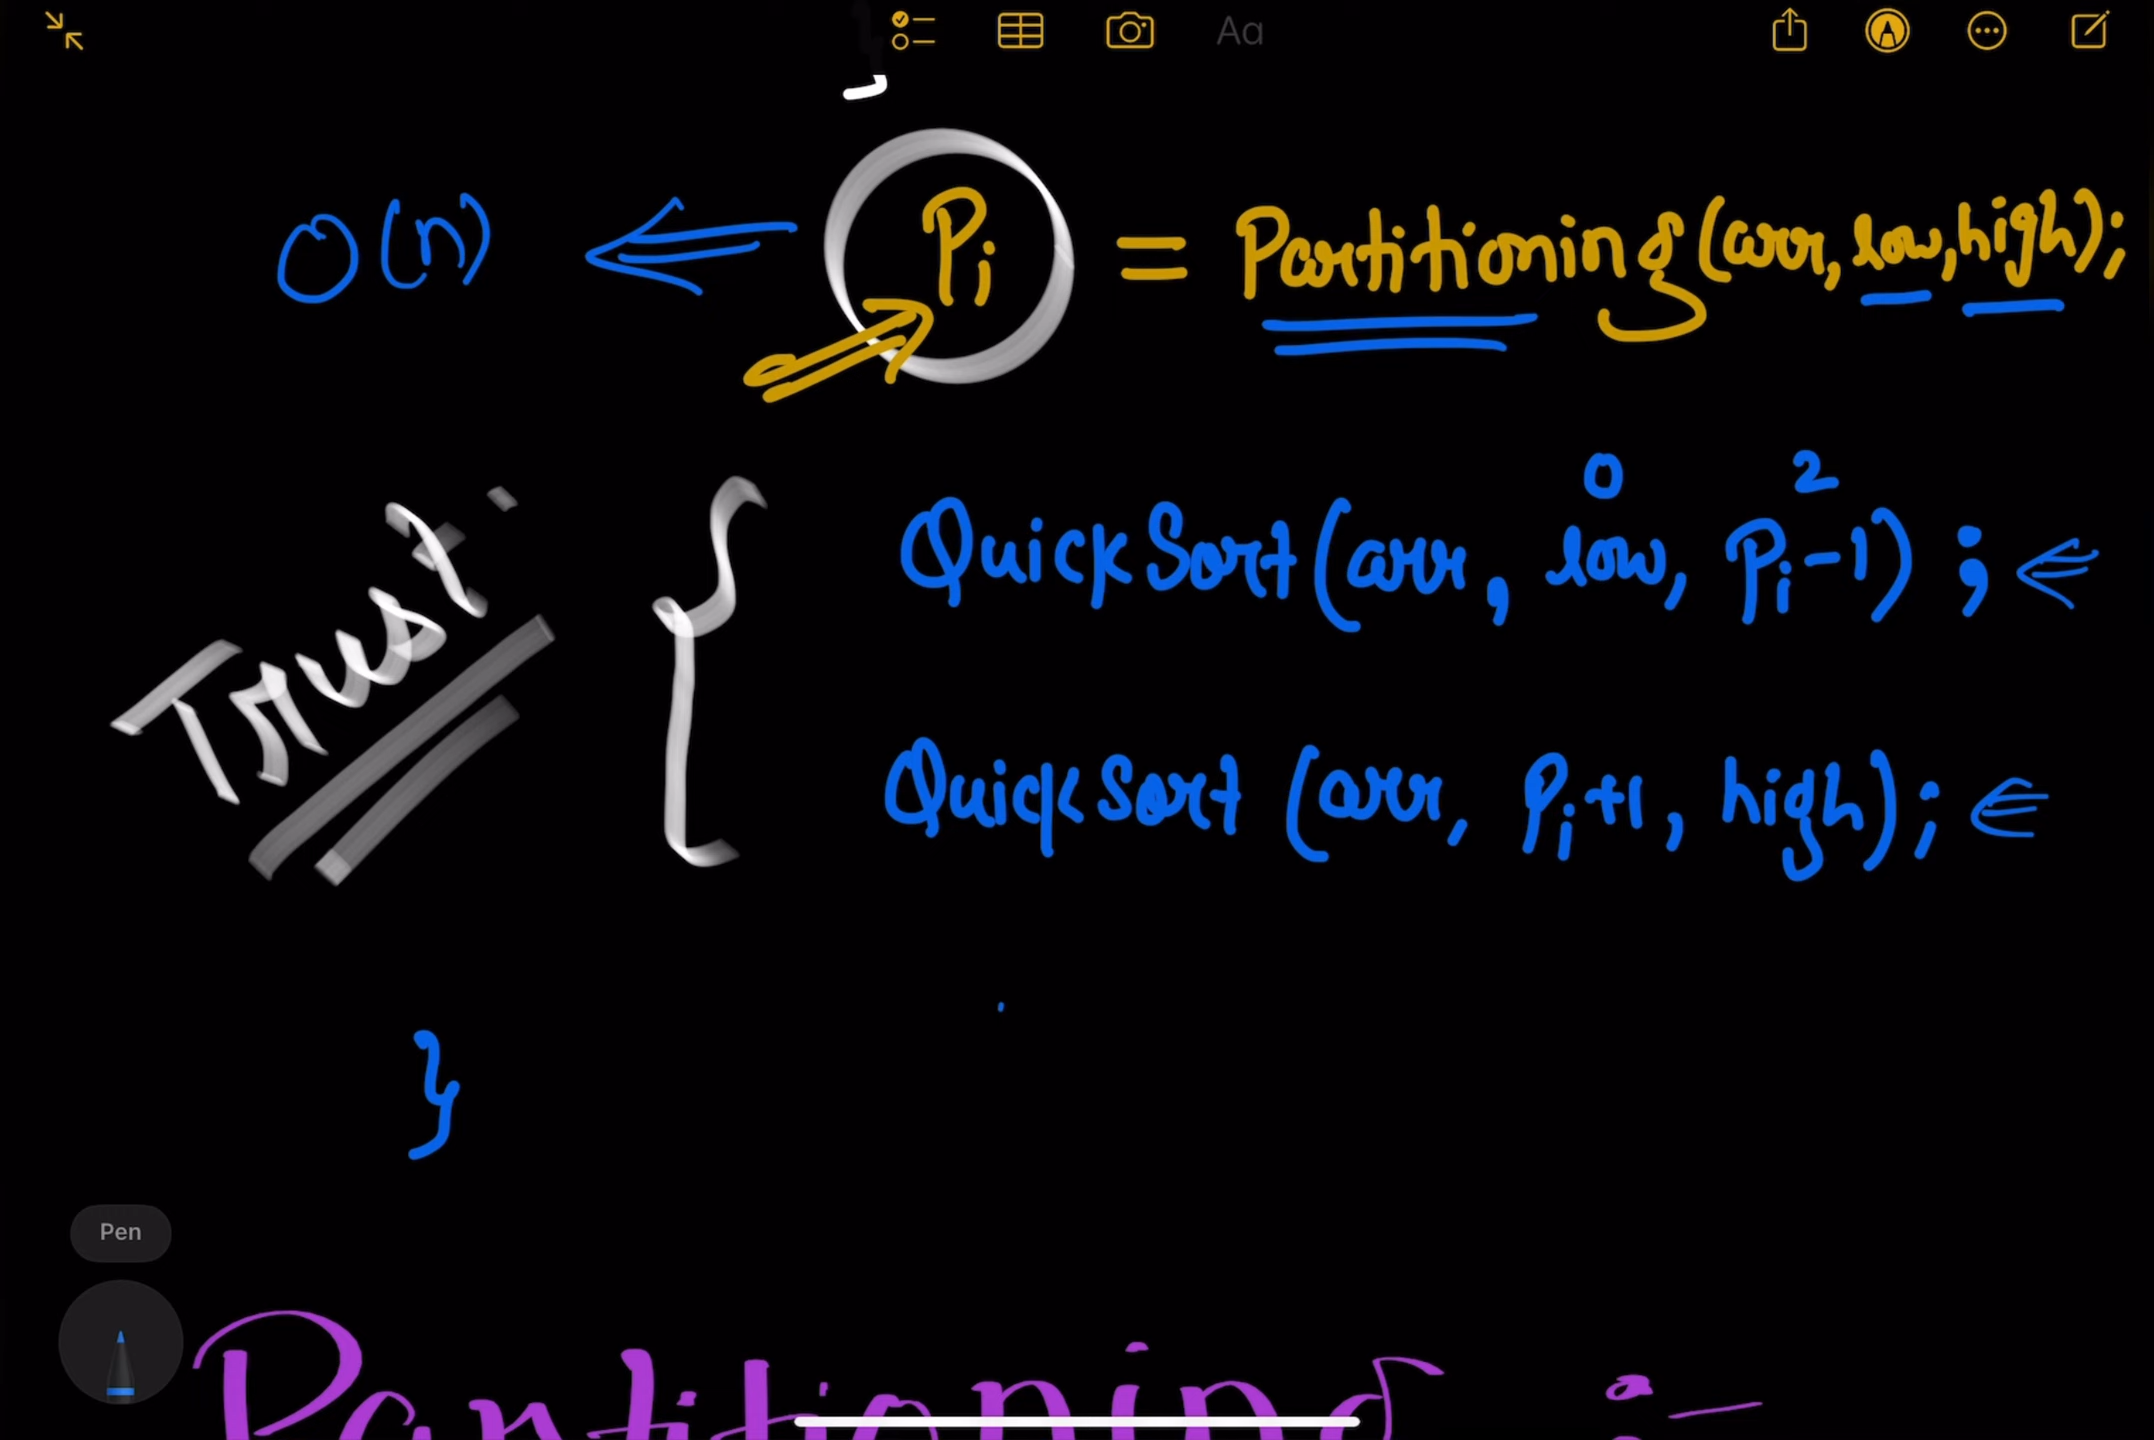 Aa
}
O(n) ⇐ Pi = Partitioning(arr, low, high);
0 2
Trust { QuickSort(arr, low, Pi-1) ; ⇐
QuickSort (arr, Pi+1, high); ⇐
}
Pen
Partitioning :-